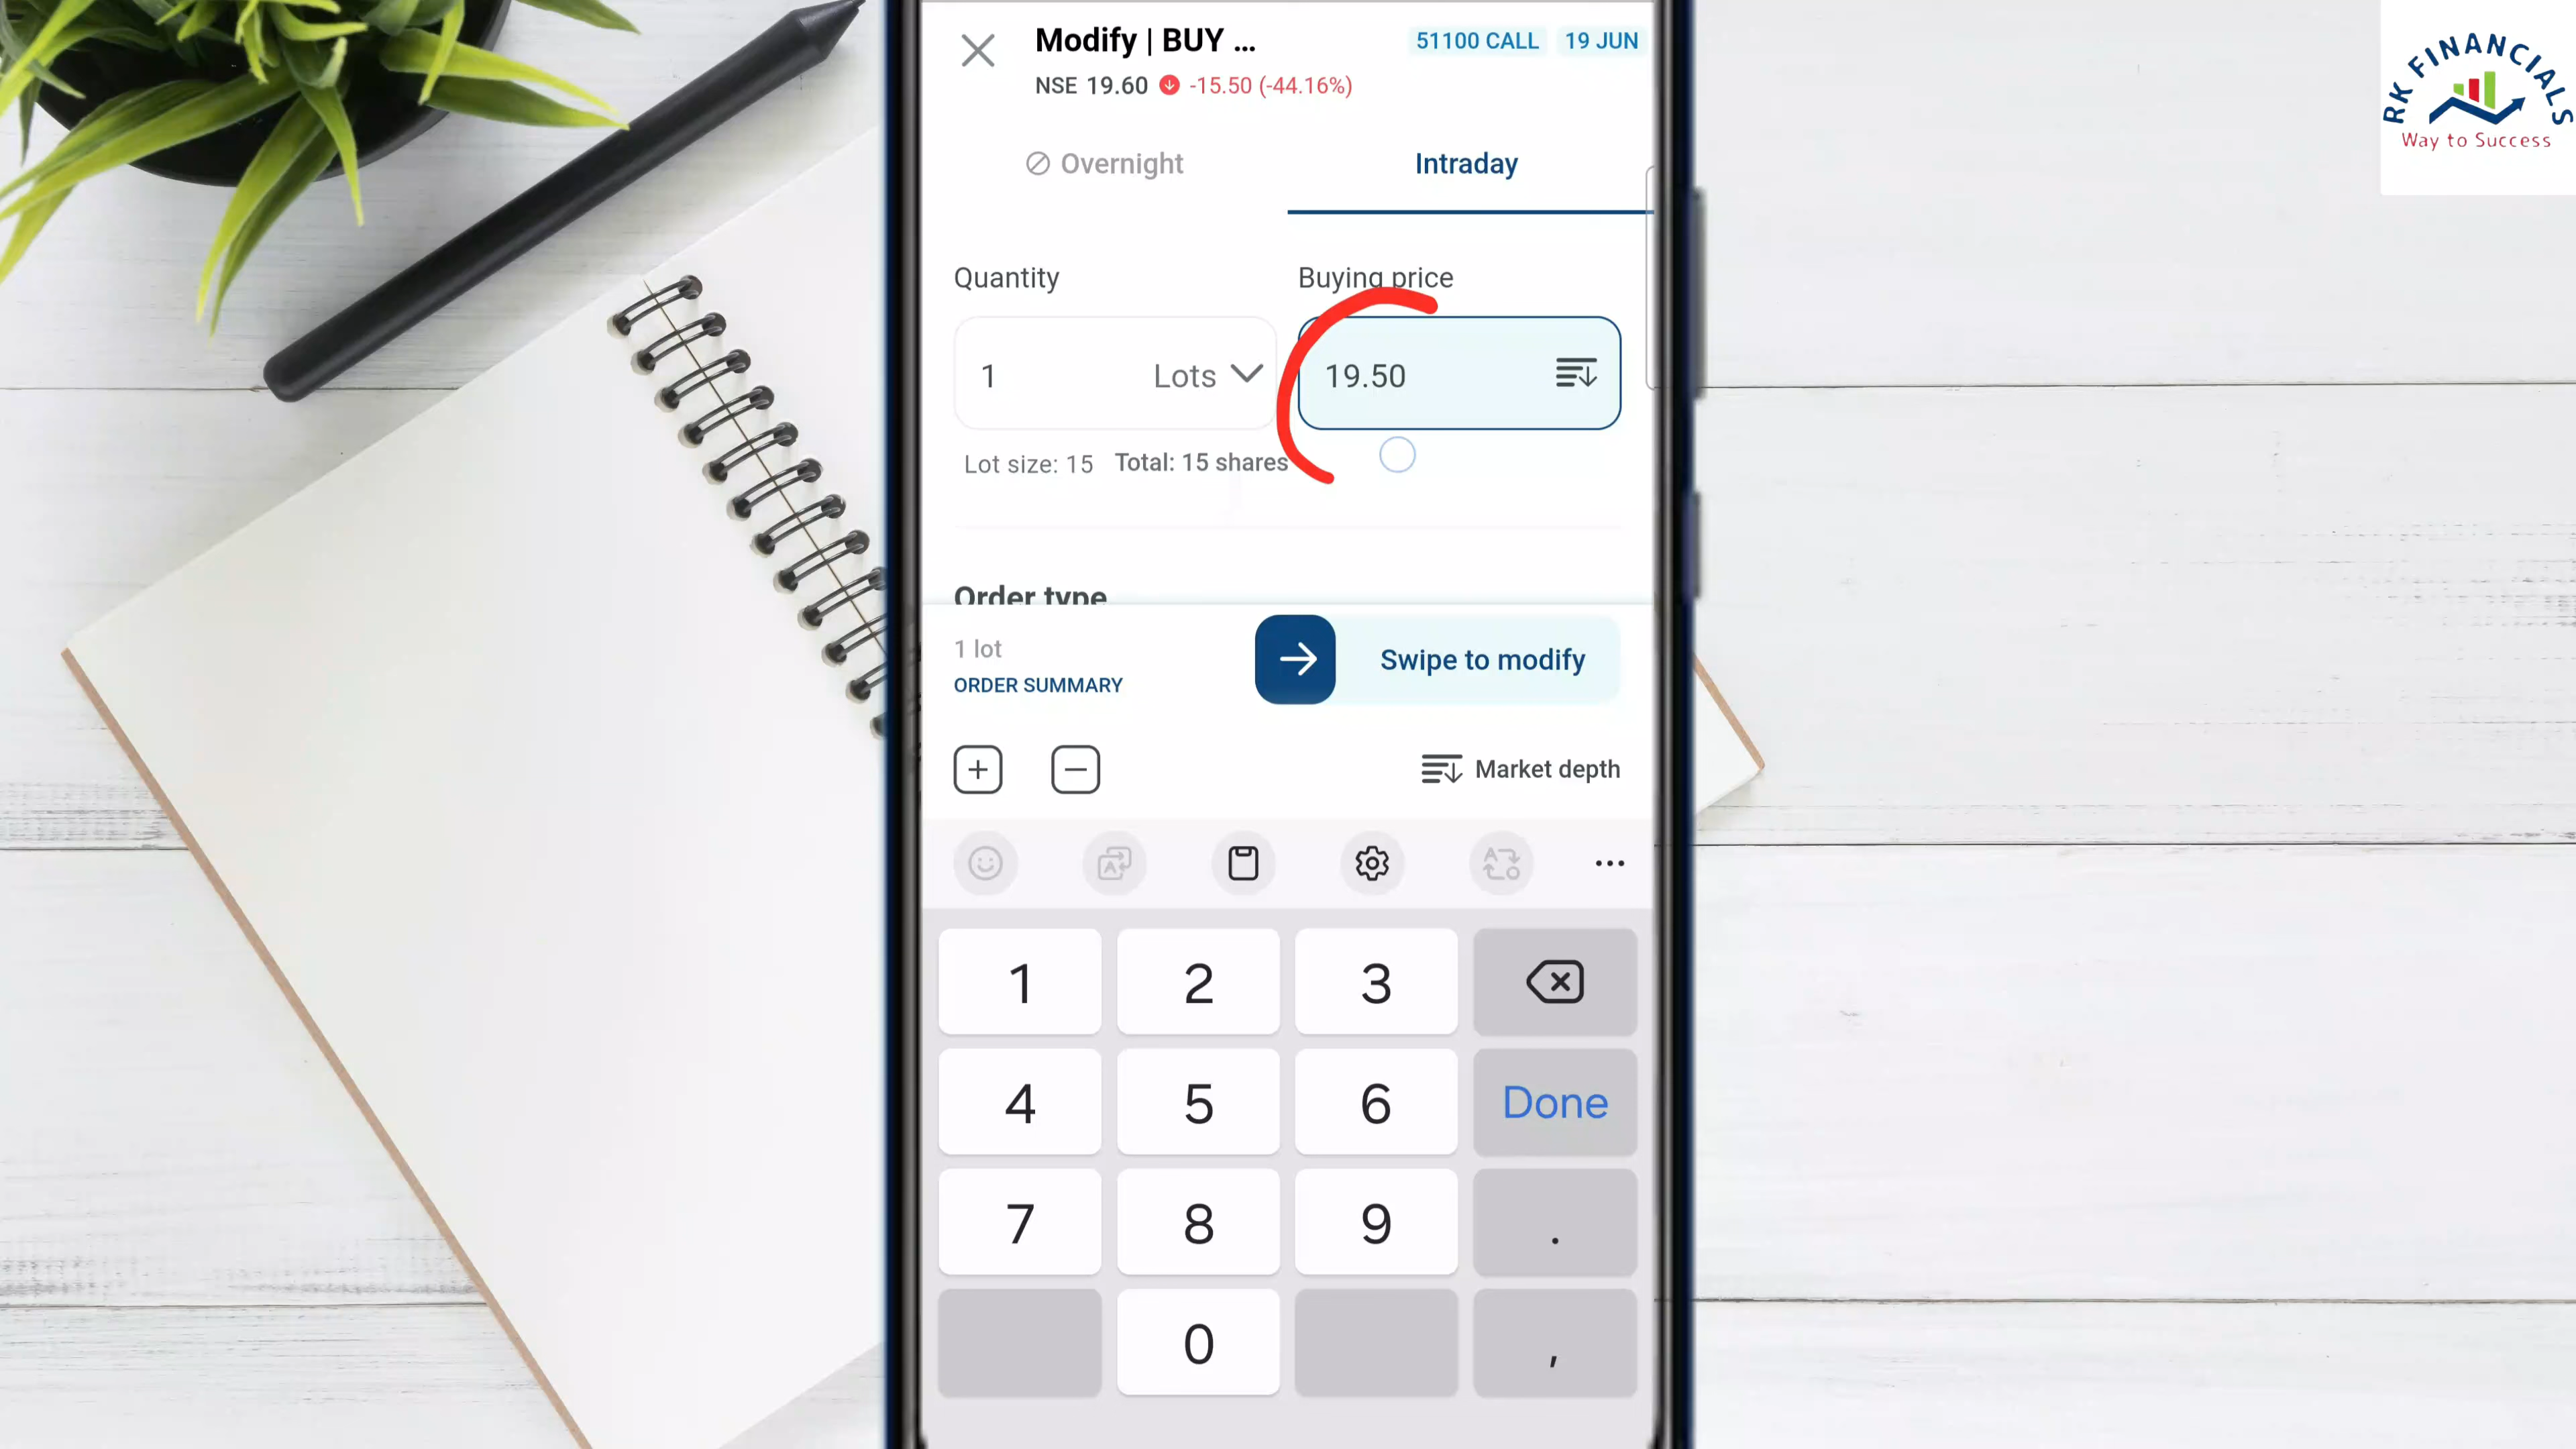 Modify | BUY ...
51100 CALL 19 JUN
NSE 19.60 -15.50 (-44.16%)
Overnight Intraday
Quantity Buying price
1 Lots 19.50
Lot size: 15 Total: 15 shares
Order type
1 lot
ORDER SUMMARY
Swipe to modify
Market depth
1 2 3
4 5 6 Done
7 8 9 .
0 ,
RK FINANCIALS
Way to Success